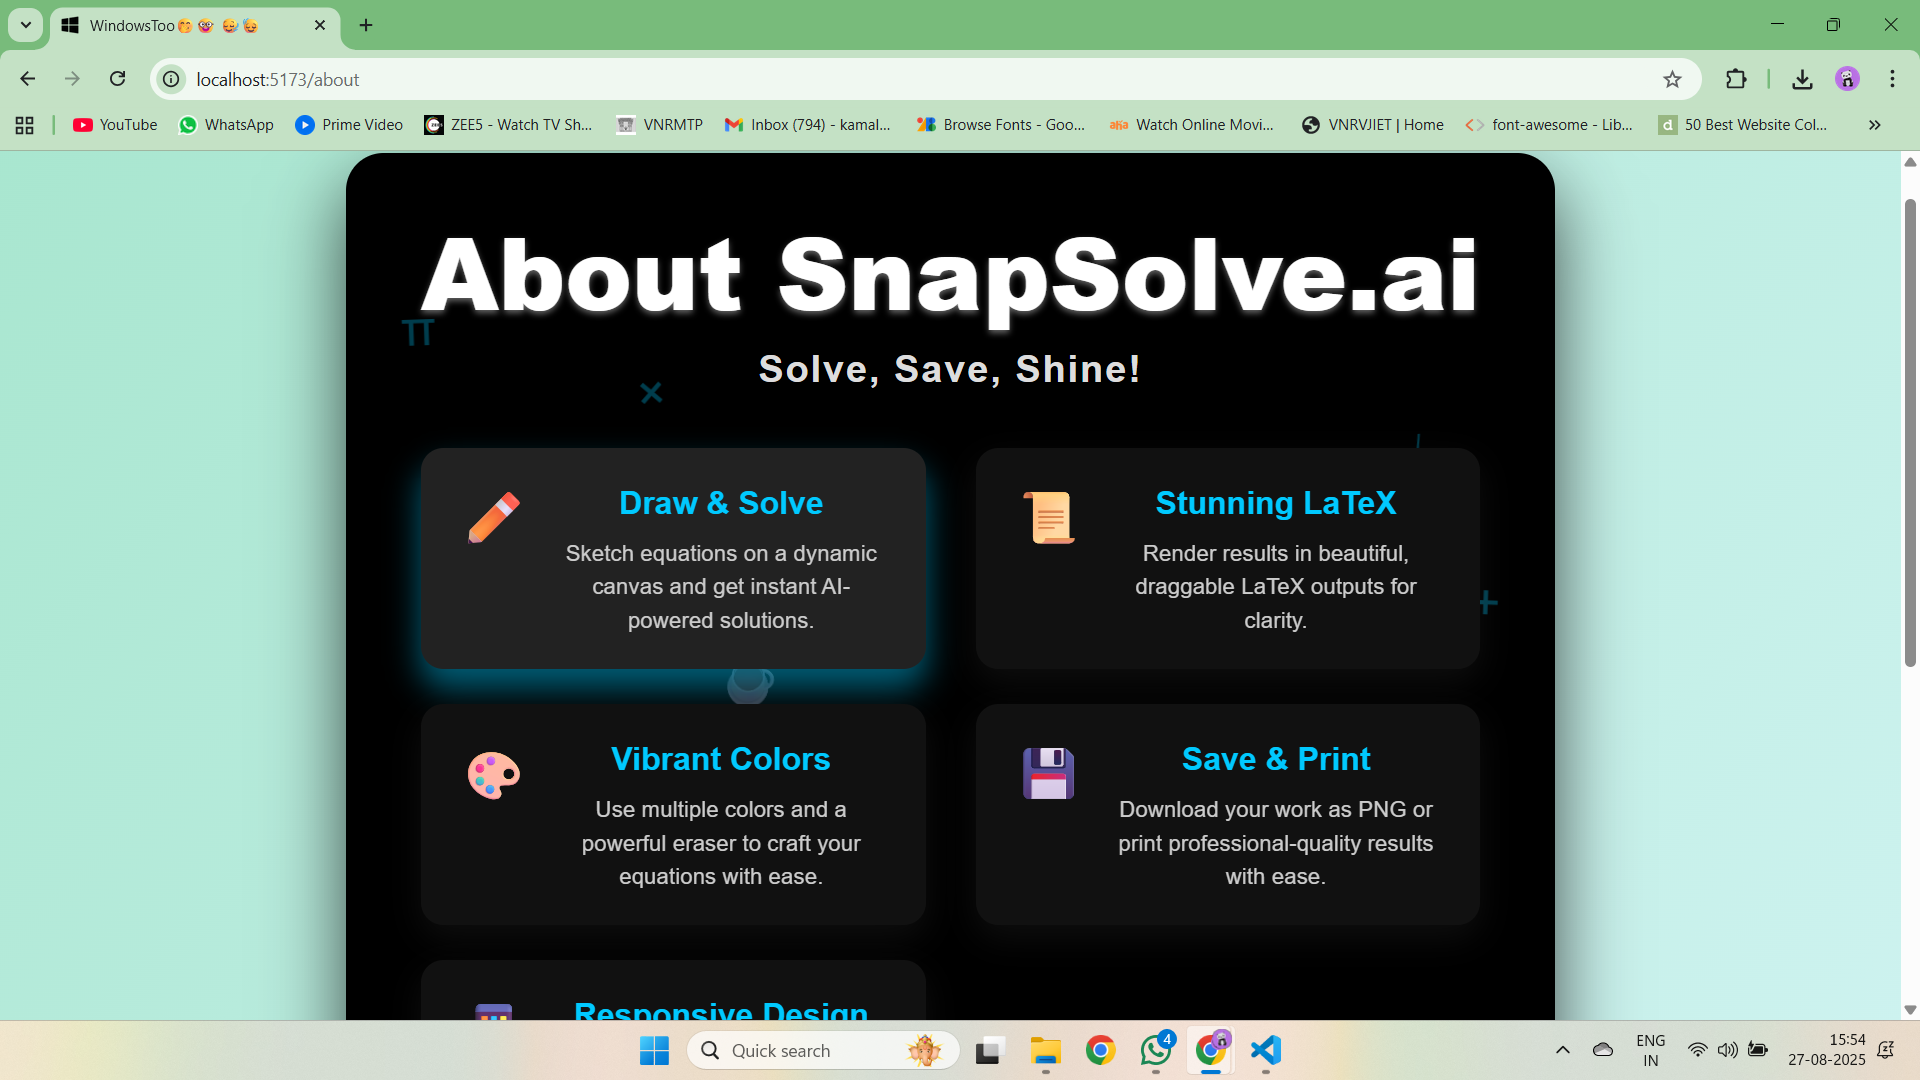 WindowsToo🤭🤓 😅🥳
localhost:5173/about
YouTube
WhatsApp
Prime Video
ZEE5 - Watch TV Sh...
VNRMTP
Inbox (794) - kamal...
Browse Fonts - Goo...
aha
Watch Online Movi...
VNRVJIET | Home
font-awesome - Lib...
d
50 Best Website Col...
About SnapSolve.ai
π
Solve, Save, Shine!
×
Draw & Solve
Sketch equations on a dynamic
canvas and get instant AI-
powered solutions.
Stunning LaTeX
Render results in beautiful,
draggable LaTeX outputs for
clarity.
+
Vibrant Colors
Use multiple colors and a
powerful eraser to craft your
equations with ease.
Save & Print
Download your work as PNG or
print professional-quality results
with ease.
Responsive Design
Quick search
4
ENG
IN
15:54
27-08-2025